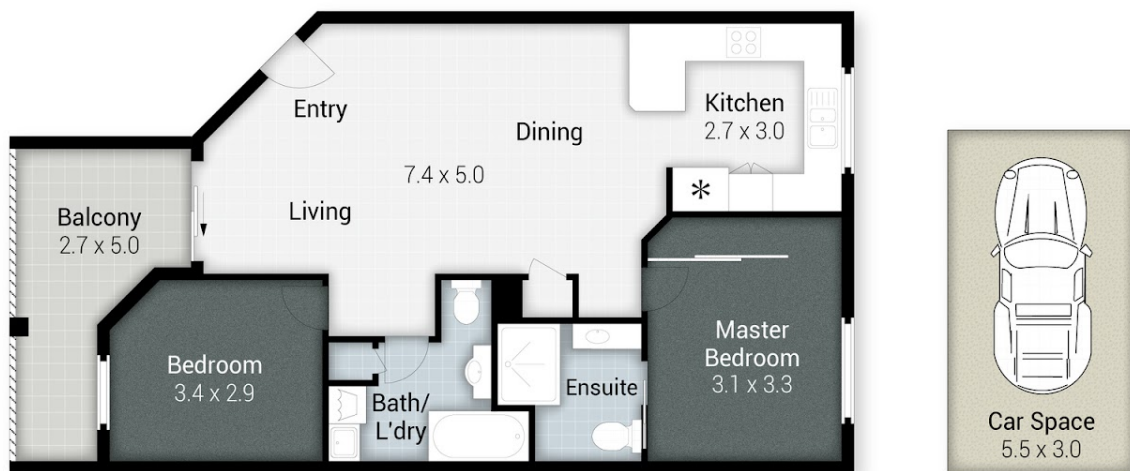 Entry
Dining
Kitchen
2.7 x 3.0
7.4 x 5.0
Living
Balcony
2.7 x 5.0
*
Bedroom
3.4 x 2.9
Bath/
L'dry
Ensuite
Master
Bedroom
3.1 x 3.3
Car Space
5.5 x 3.0